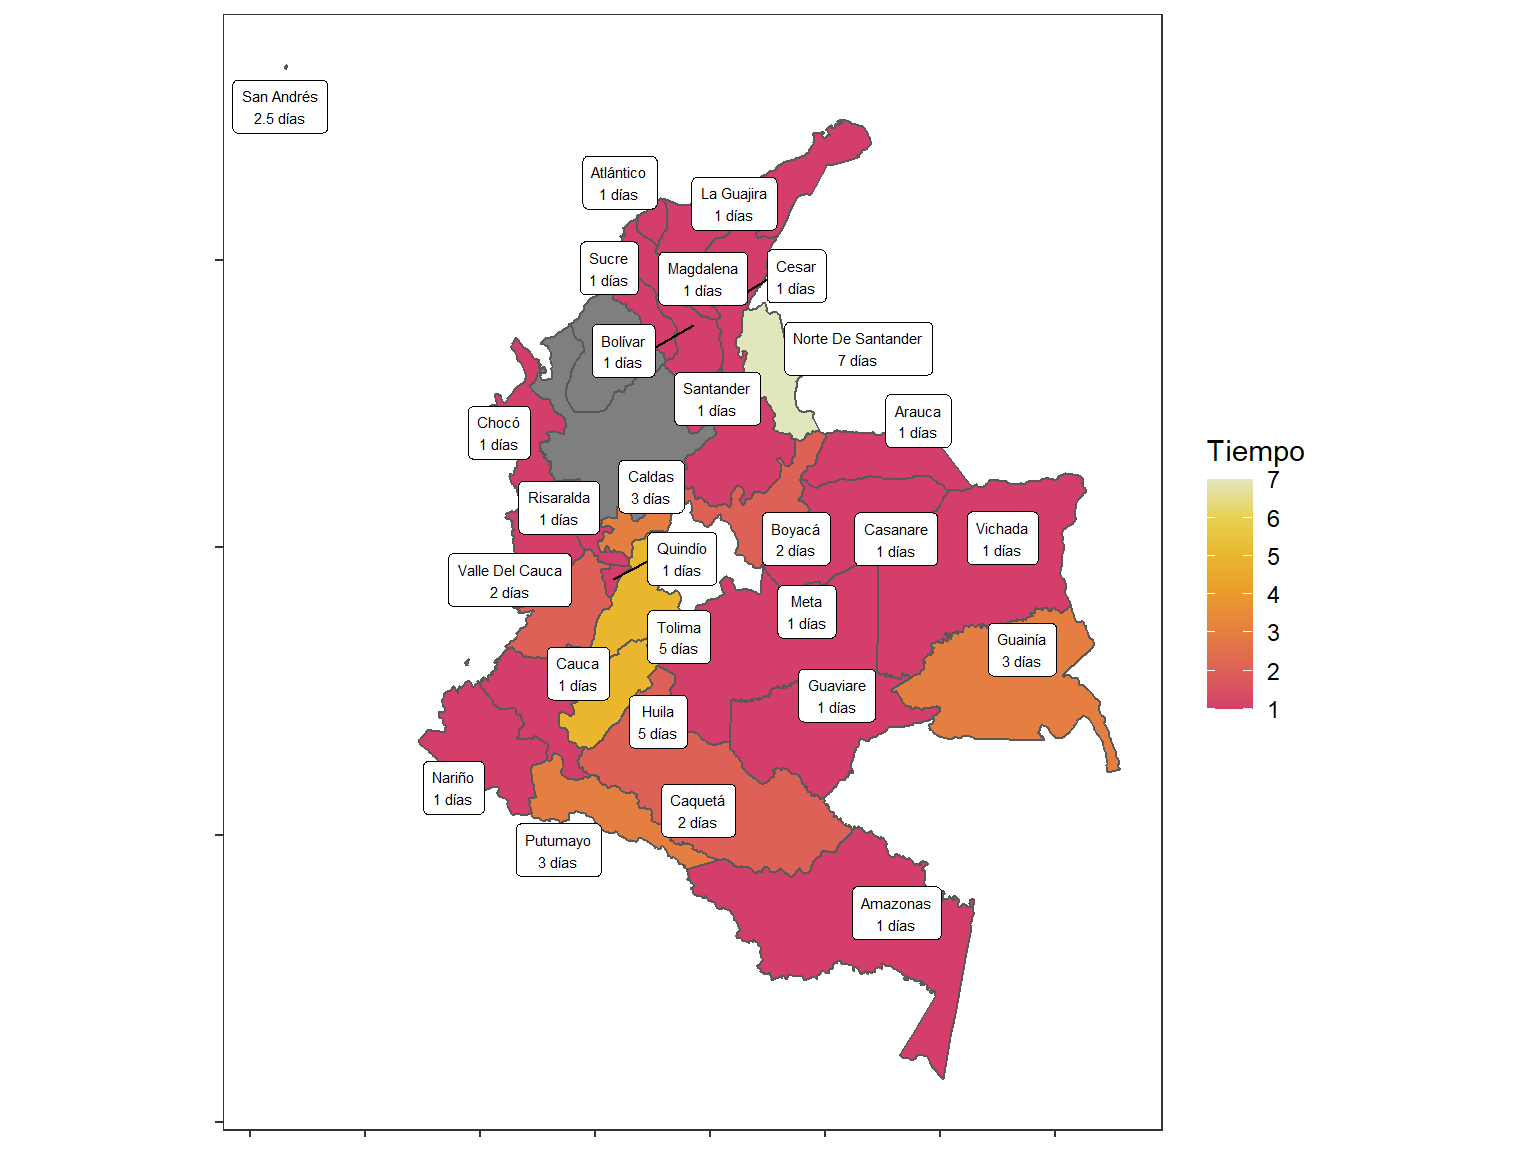 San Andrés
2.5 días
Atlántico
1 días
La Guajira
1 días
Sucre
1 días
Magdalena
1 días
Cesar
1 días
Bolívar
1 días
Norte De Santander
7 días
Santander
1 días
Arauca
1 días
Chocó
1 días
Caldas
3 días
Risaralda
1 días
Boyacá
2 días
Casanare
1 días
Vichada
1 días
Quindío
1 días
Valle Del Cauca
2 días
Meta
1 días
Tolima
5 días
Guainía
3 días
Cauca
1 días
Guaviare
1 días
Huila
5 días
Nariño
1 días
Caquetá
2 días
Putumayo
3 días
Amazonas
1 días
Tiempo
7
6
5
4
3
2
1